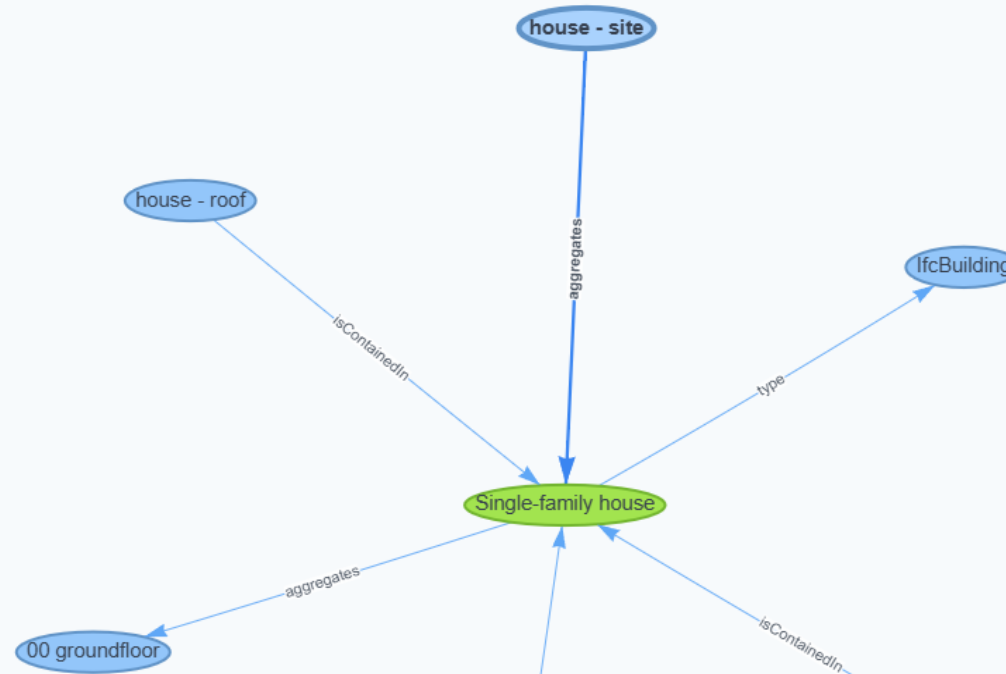 house - site
house - roof
aggregates
IfcBuilding
isContainedIn
type
Single-family house
aggregates
isContainedIn
00 groundfloor